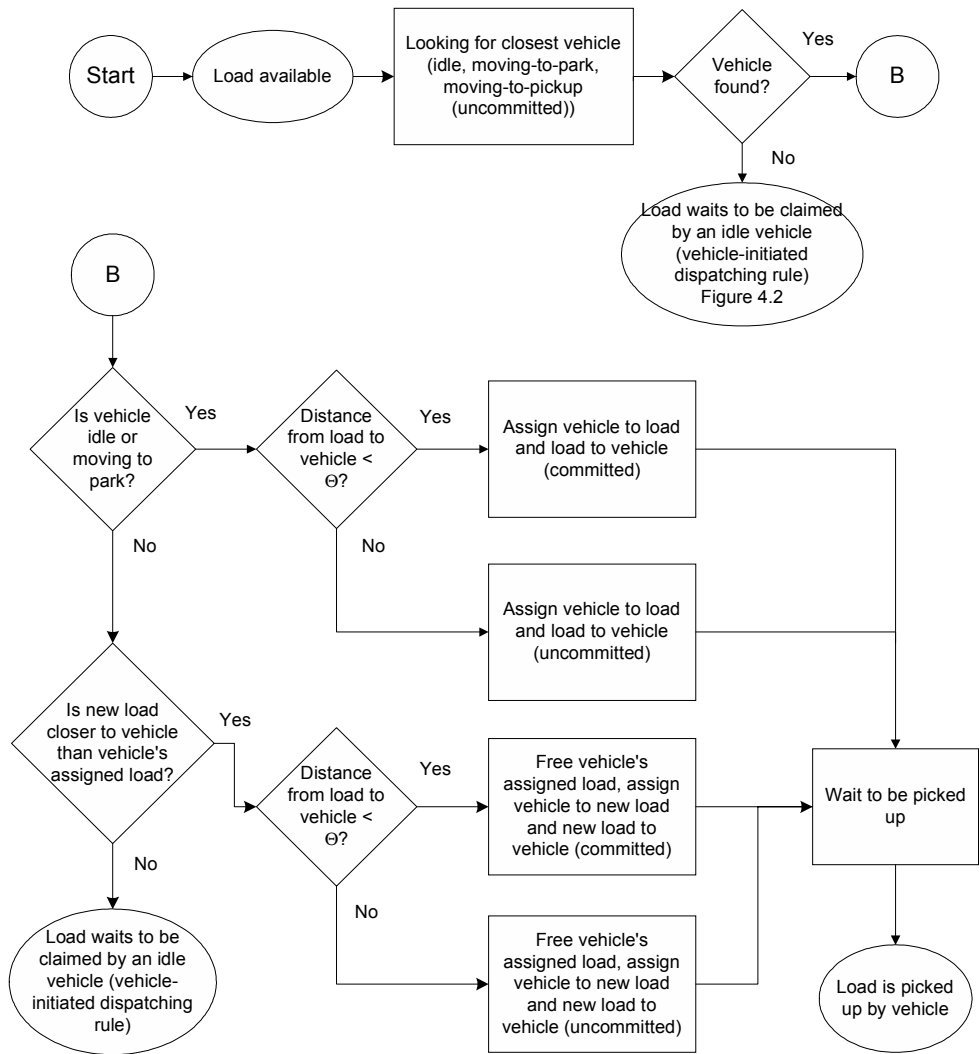 Start
Load available
Looking for closest vehicle
(idle, moving-to-park,
moving-to-pickup
(uncommitted))
Vehicle
found?
Yes
B
No
Load waits to be claimed
by an idle vehicle
(vehicle-initiated
dispatching rule)
Figure 4.2
B
Is vehicle
idle or
moving to
park?
Yes
Distance
from load to
vehicle <
Θ?
Yes
Assign vehicle to load
and load to vehicle
(committed)
No
No
Assign vehicle to load
and load to vehicle
(uncommitted)
Is new load
closer to vehicle
than vehicle's
assigned load?
Yes
Distance
from load to
vehicle <
Θ?
Yes
Free vehicle's
assigned load, assign
vehicle to new load
and new load to
vehicle (committed)
Wait to be picked
up
No
No
Load waits to be
claimed by an idle
vehicle (vehicle-
initiated dispatching
rule)
Free vehicle's
assigned load, assign
vehicle to new load
and new load to
vehicle (uncommitted)
Load is picked
up by vehicle